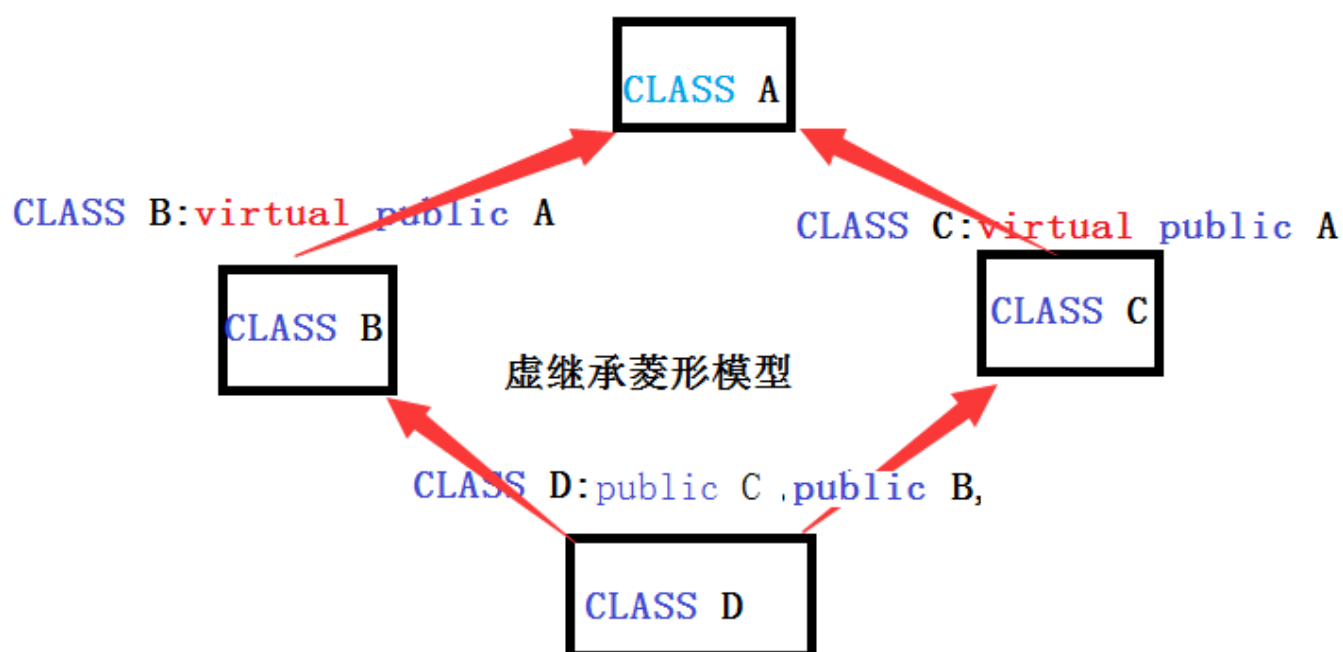 CLASS A
CLASS B:virtual public A
CLASS C:virtual public A
CLASS B
CLASS C
虚继承菱形模型
CLASS D:public C ,public B,
CLASS D